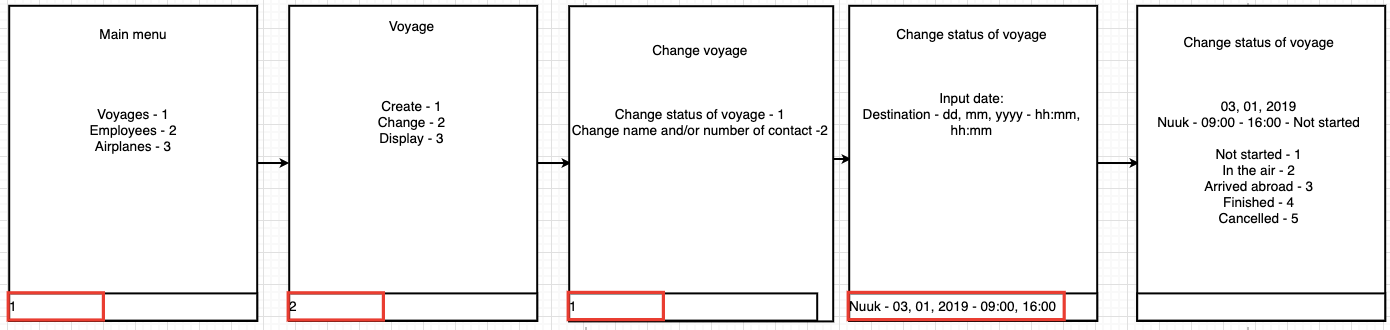 Main menu
Voyages - 1
Employees - 2
Airplanes - 3
1
Voyage
Create - 1
Change - 2
Display - 3
2
Change voyage
Change status of voyage - 1
Change name and/or number of contact -2
1
Change status of voyage
Input date:
Destination - dd, mm, yyyy - hh:mm,
hh:mm
Nuuk - 03, 01, 2019 - 09:00, 16:00
Change status of voyage
03, 01, 2019
Nuuk - 09:00 - 16:00 - Not started
Not started - 1
In the air - 2
Arrived abroad - 3
Finished - 4
Cancelled - 5